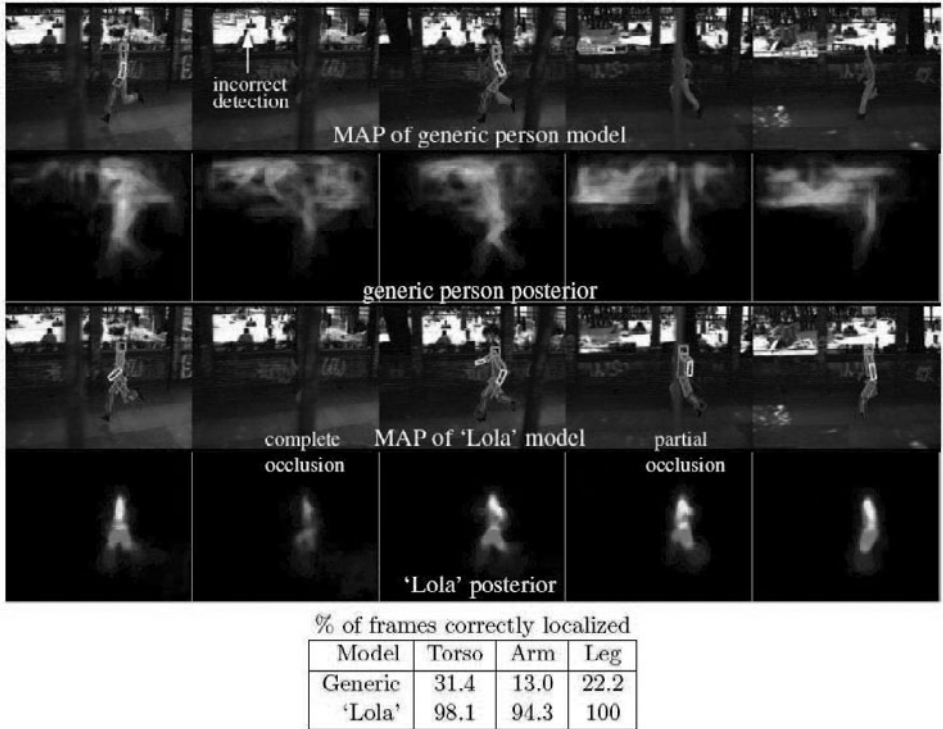 incorrect
detection
MAP of generic person model
generic person posterior
complete
occlusion
MAP of ‘Lola’ model
partial
occlusion
‘Lola’ posterior
% of frames correctly localized
Model Torso Arm Leg
Generic 31.4 13.0 22.2
‘Lola’ 98.1 94.3 100